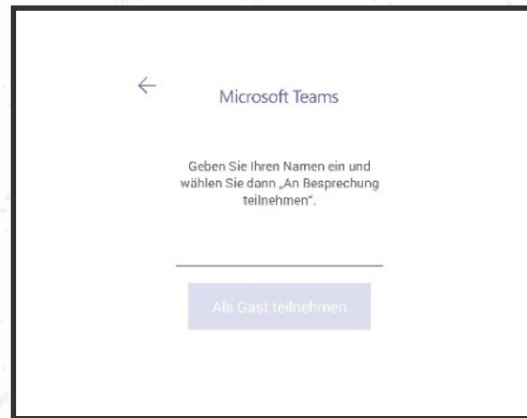 Microsoft Teams
Geben Sie Ihren Namen ein und
wählen Sie dann „An Besprechung
teilnehmen“.
Als Gast teilnehmen